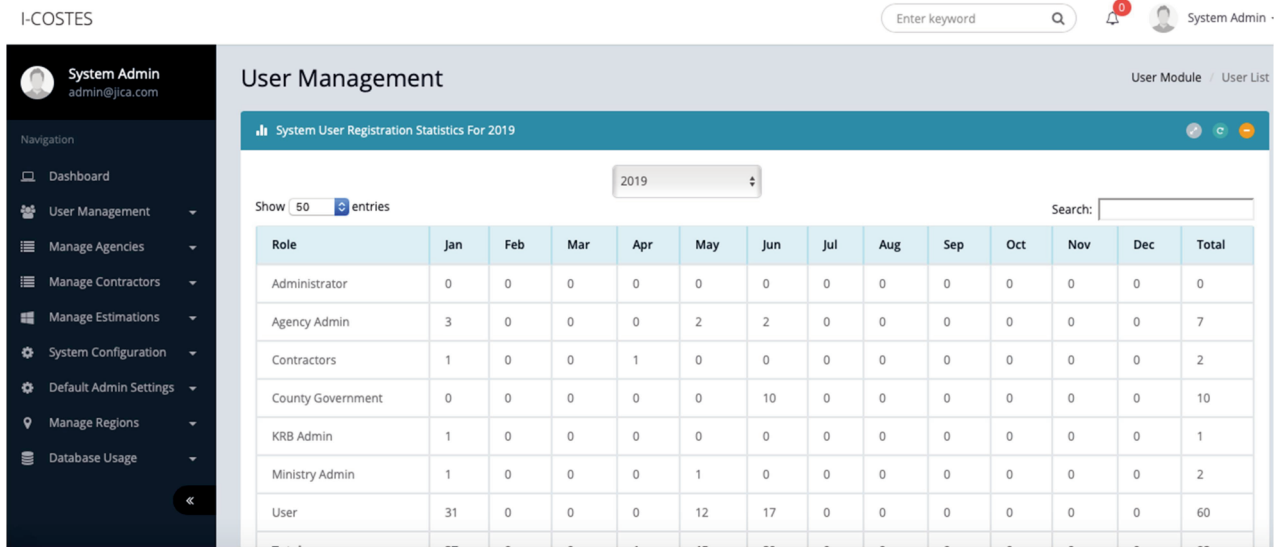 I-COSTES
Enter keyword
0
System Admin
System Admin
admin@jica.com
Navigation
Dashboard
User Management
Manage Agencies
Manage Contractors
Manage Estimations
System Configuration
Default Admin Settings
Manage Regions
Database Usage
User Management
User Module / User List
System User Registration Statistics For 2019
2019
Show 50 entries
Search:
Role Jan Feb Mar Apr May Jun Jul Aug Sep Oct Nov Dec Total
Administrator 0 0 0 0 0 0 0 0 0 0 0 0 0
Agency Admin 3 0 0 0 2 2 0 0 0 0 0 0 7
Contractors 1 0 0 1 0 0 0 0 0 0 0 0 2
County Government 0 0 0 0 0 10 0 0 0 0 0 0 10
KRB Admin 1 0 0 0 0 0 0 0 0 0 0 0 1
Ministry Admin 1 0 0 0 1 0 0 0 0 0 0 0 2
User 31 0 0 0 12 17 0 0 0 0 0 0 60